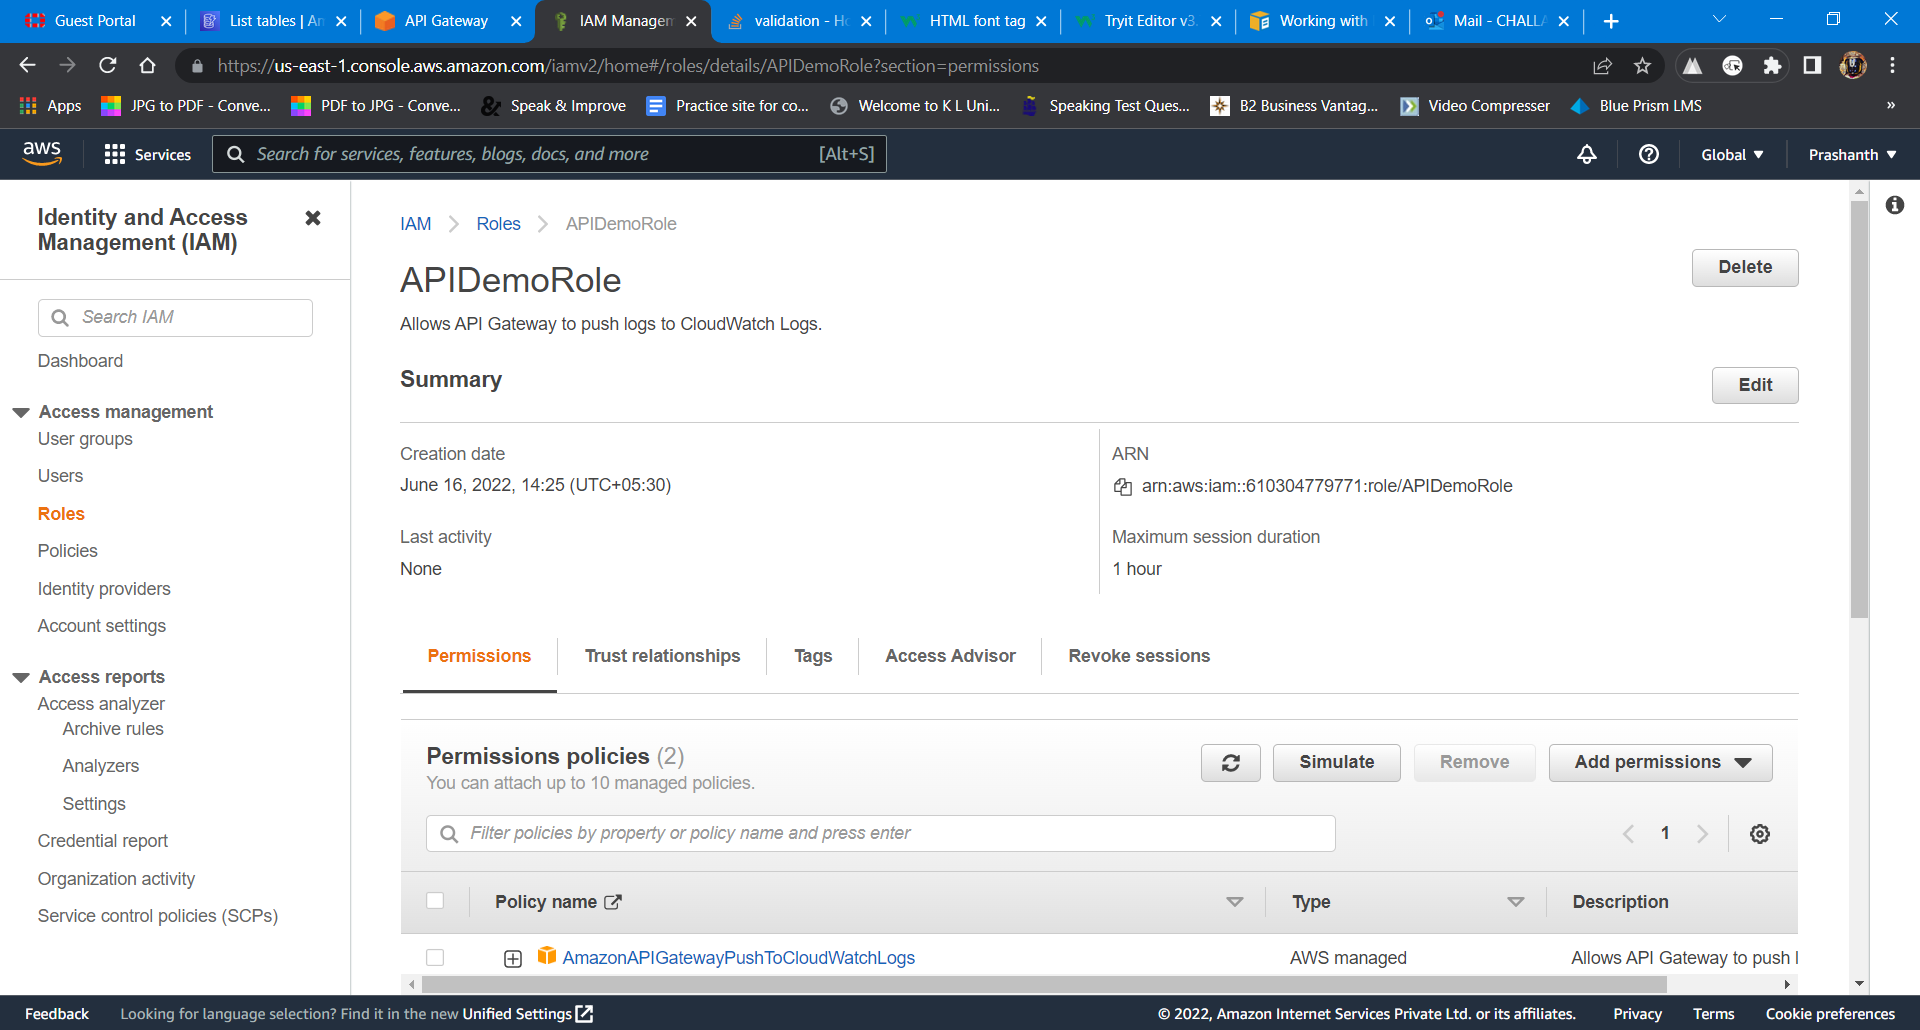 Guest Portal
List tables | Am
API Gateway
IAM Managem
validation - Ho
HTML font tag
Tryit Editor v3.
Working with
Mail - CHALLA
https://us-east-1.console.aws.amazon.com/iamv2/home#/roles/details/APIDemoRole?section=permissions
Apps
JPG to PDF - Conve...
PDF to JPG - Conve...
Speak & Improve
Practice site for co...
Welcome to K L Uni...
Speaking Test Ques...
B2 Business Vantag...
Video Compresser
Blue Prism LMS
»
aws
Services
Search for services, features, blogs, docs, and more
[Alt+S]
Global
Prashanth
Identity and Access
Management (IAM)
Search IAM
Dashboard
Access management
User groups
Users
Roles
Policies
Identity providers
Account settings
Access reports
Access analyzer
Archive rules
Analyzers
Settings
Credential report
Organization activity
Service control policies (SCPs)
IAM
Roles
APIDemoRole
APIDemoRole
Delete
Allows API Gateway to push logs to CloudWatch Logs.
Summary
Edit
Creation date
June 16, 2022, 14:25 (UTC+05:30)
ARN
arn:aws:iam::610304779771:role/APIDemoRole
Last activity
None
Maximum session duration
1 hour
Permissions
Trust relationships
Tags
Access Advisor
Revoke sessions
Permissions policies (2)
You can attach up to 10 managed policies.
Simulate
Remove
Add permissions
Filter policies by property or policy name and press enter
1
Policy name
Type
Description
AmazonAPIGatewayPushToCloudWatchLogs
AWS managed
Allows API Gateway to push l
Feedback
Looking for language selection? Find it in the new Unified Settings
© 2022, Amazon Internet Services Private Ltd. or its affiliates.
Privacy
Terms
Cookie preferences